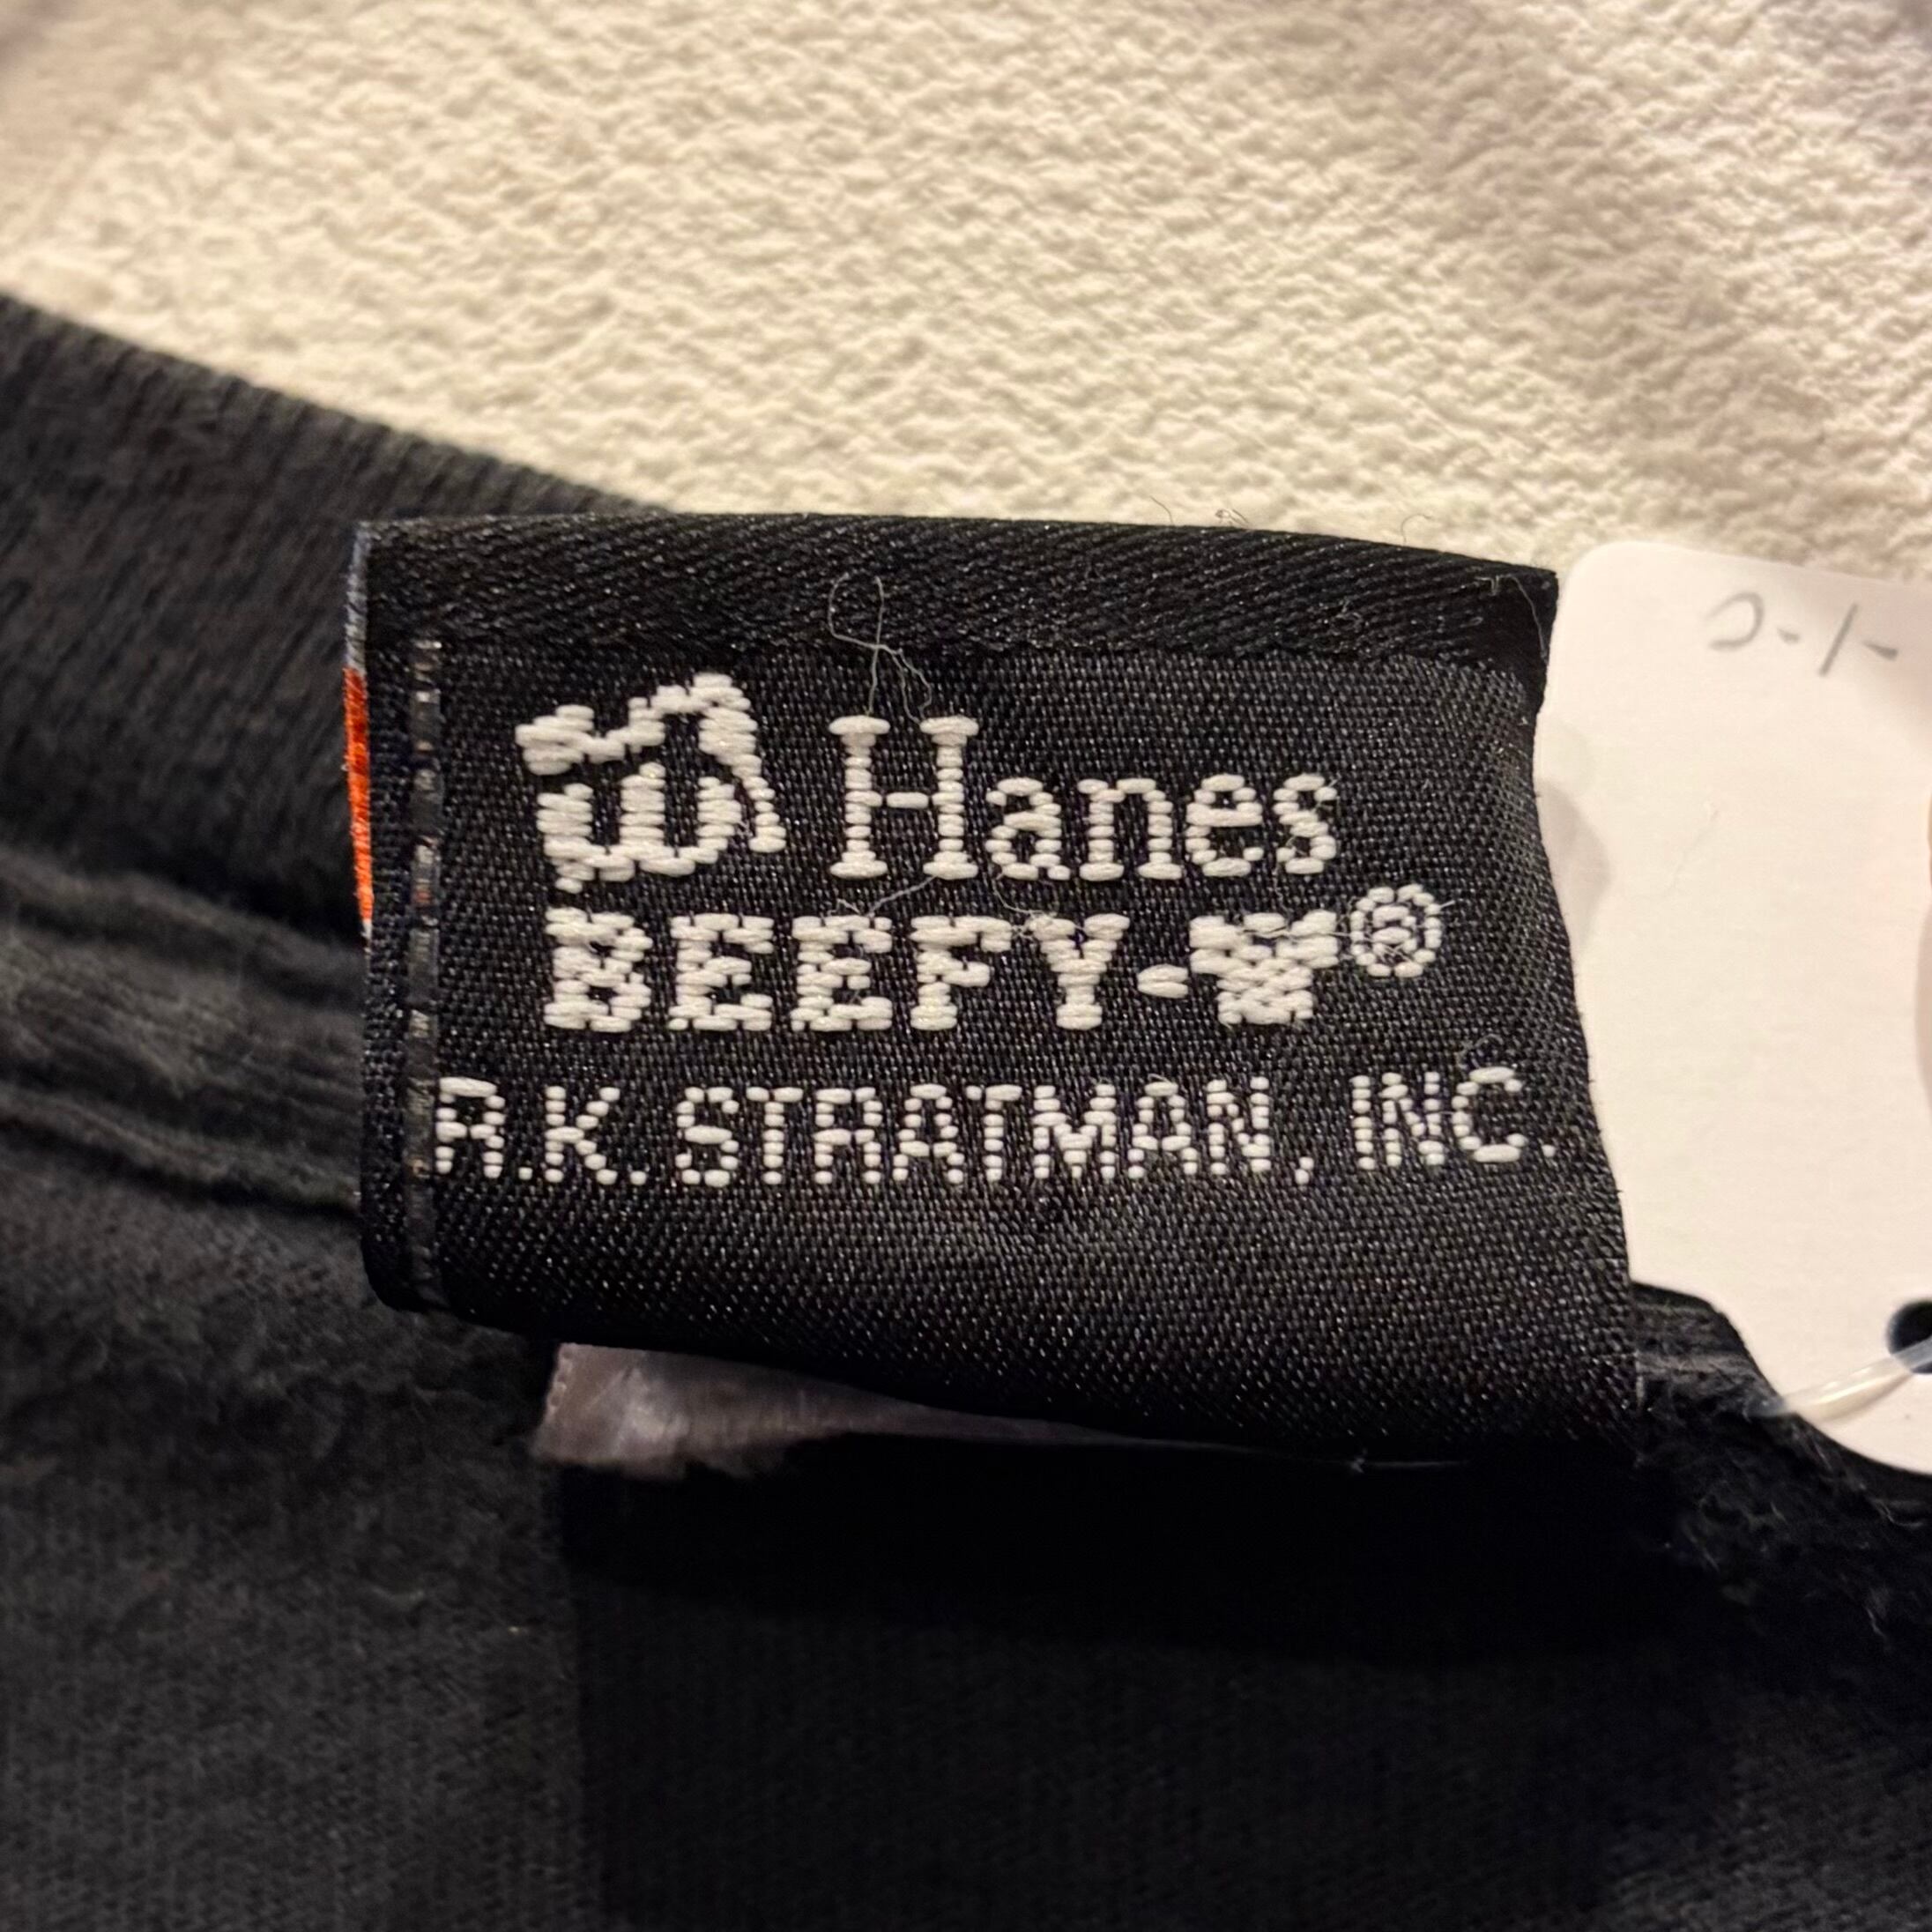 Hanes
BEEFY-T®
R.K. STRATMAN, INC.